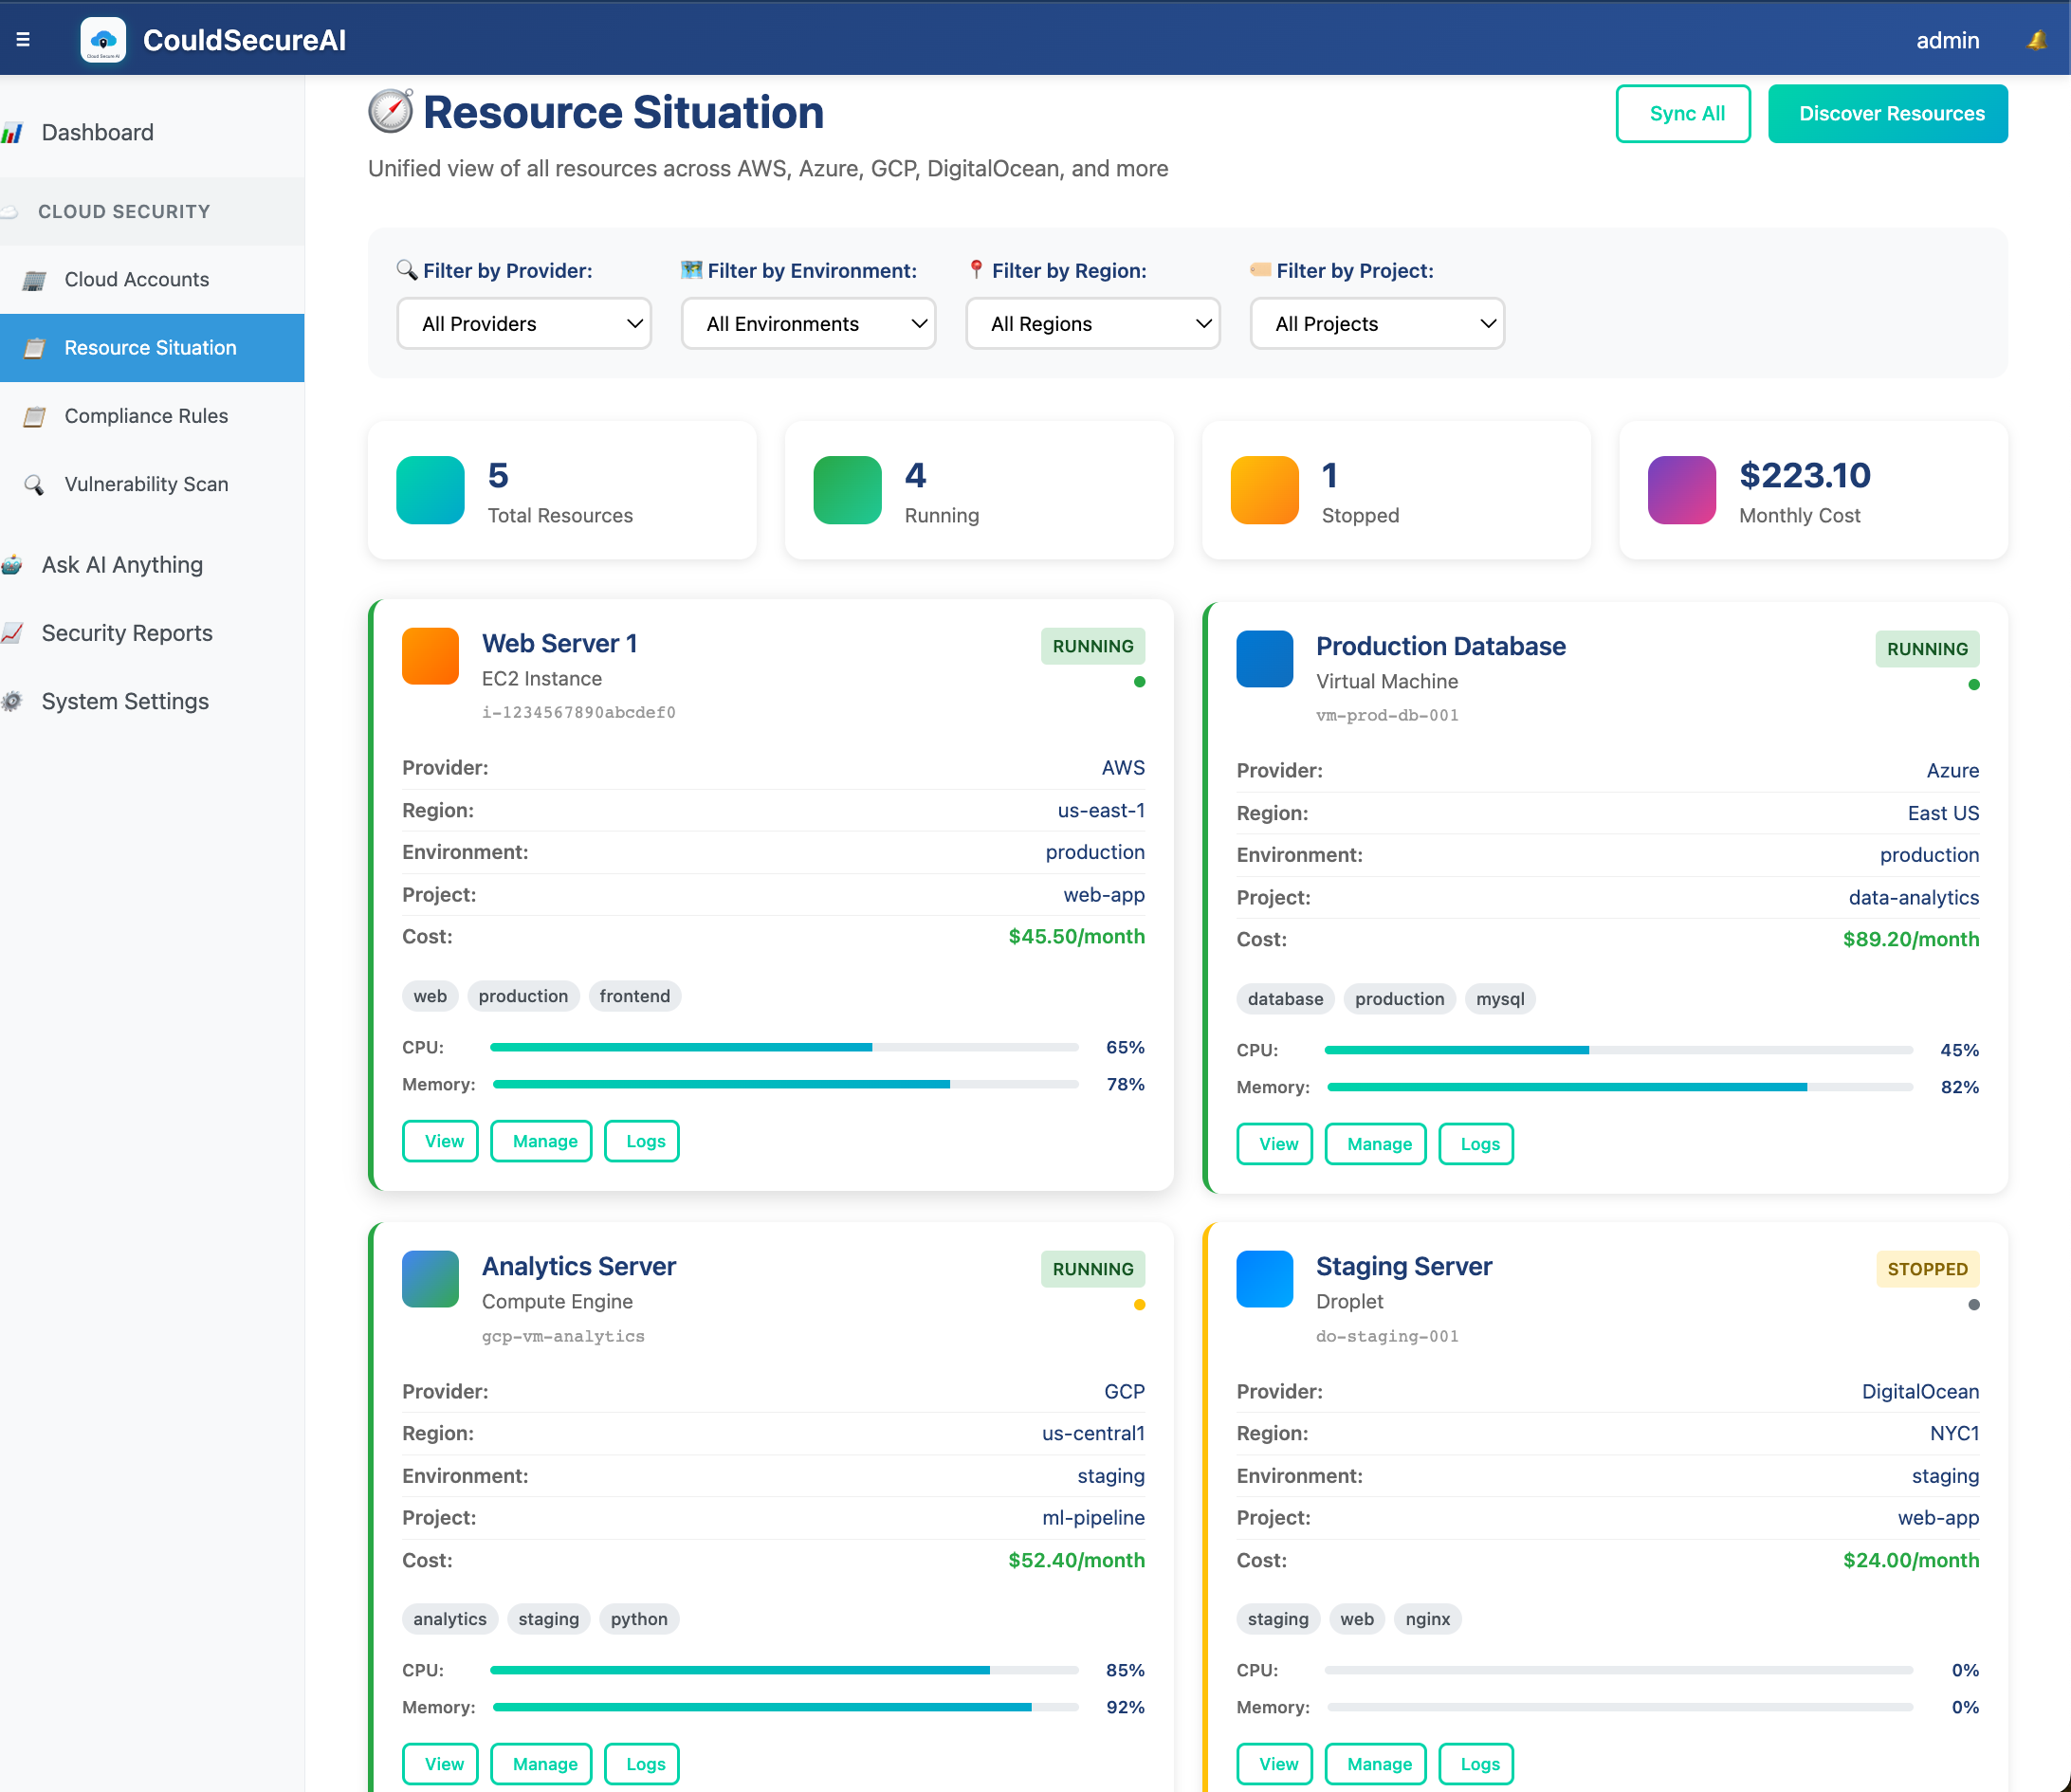 CouldSecureAI
admin
Dashboard
CLOUD SECURITY
Cloud Accounts
Resource Situation
Compliance Rules
Vulnerability Scan
Ask AI Anything
Security Reports
System Settings
Resource Situation
Sync All
Discover Resources
Unified view of all resources across AWS, Azure, GCP, DigitalOcean, and more
Filter by Provider:
All Providers
Filter by Environment:
All Environments
Filter by Region:
All Regions
Filter by Project:
All Projects
5
Total Resources
4
Running
1
Stopped
$223.10
Monthly Cost
Web Server 1
RUNNING
EC2 Instance
i-1234567890abcdef0
Provider: AWS
Region: us-east-1
Environment: production
Project: web-app
Cost: $45.50/month
web production frontend
CPU: 65%
Memory: 78%
View Manage Logs
Production Database
RUNNING
Virtual Machine
vm-prod-db-001
Provider: Azure
Region: East US
Environment: production
Project: data-analytics
Cost: $89.20/month
database production mysql
CPU: 45%
Memory: 82%
View Manage Logs
Analytics Server
RUNNING
Compute Engine
gcp-vm-analytics
Provider: GCP
Region: us-central1
Environment: staging
Project: ml-pipeline
Cost: $52.40/month
analytics staging python
CPU: 85%
Memory: 92%
View Manage Logs
Staging Server
STOPPED
Droplet
do-staging-001
Provider: DigitalOcean
Region: NYC1
Environment: staging
Project: web-app
Cost: $24.00/month
staging web nginx
CPU: 0%
Memory: 0%
View Manage Logs